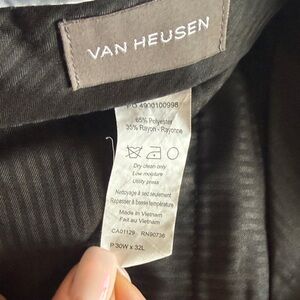 VAN HEUSEN
4900100998
65% Polyester
35% Rayon - Rayonne
Dry clean only
Low moisture
Utility press
Nettoyage à sec seulement
Repasser à basse température
Made in Vietnam
Fait au Vietnam
CA01129 RN90736
P 30W x 32L